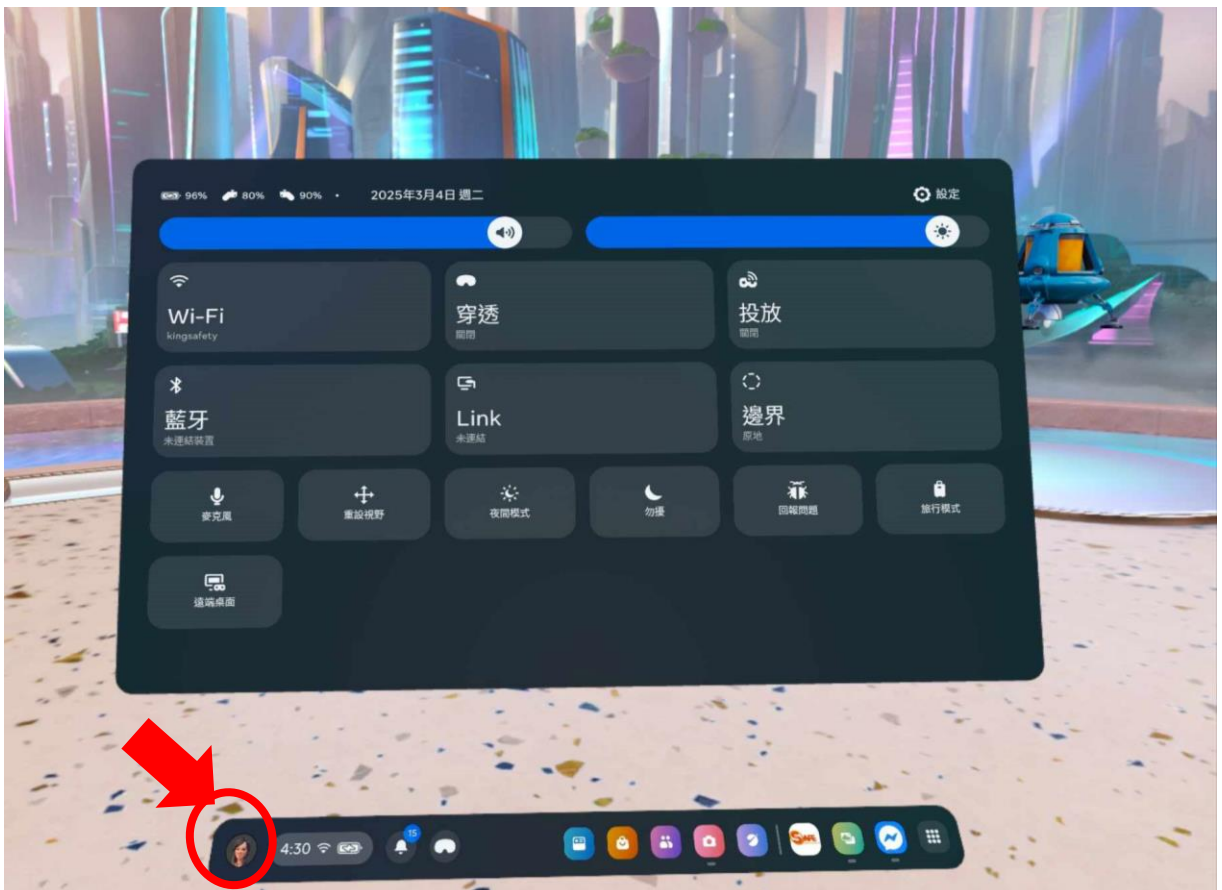 96% 80% 90% 2025年3月4日 週二 設定
Wi-Fi
kingsafety
穿透
關閉
投放
關閉
藍牙
未連結裝置
Link
未連結
邊界
原地
麥克風
重設視野
夜間模式
勿擾
回報問題
旅行模式
遠端桌面
4:30 15 SAFE